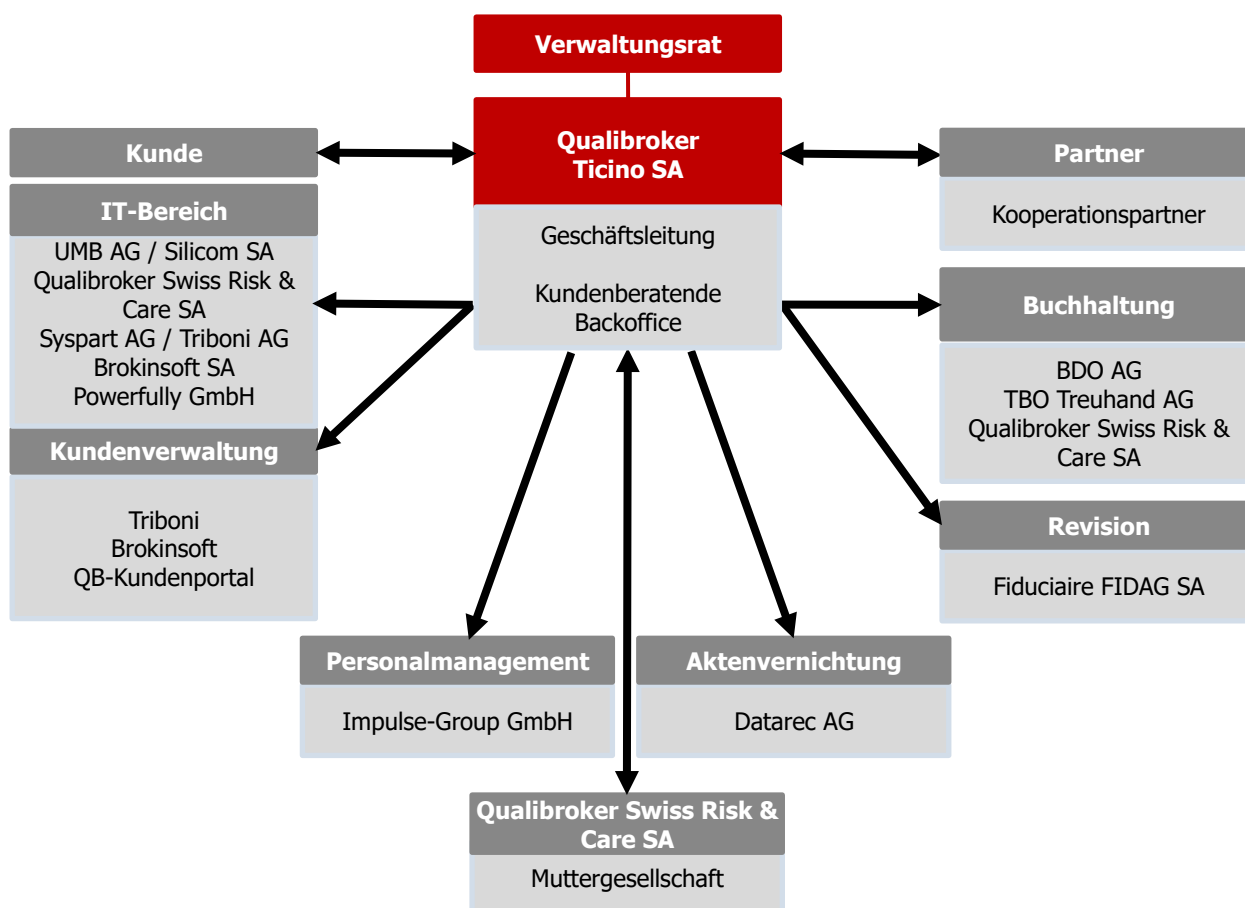 Verwaltungsrat
Qualibroker
Ticino SA
Geschäftsleitung
Kundenberatende
Backoffice
Kunde
IT-Bereich
UMB AG / Silicom SA
Qualibroker Swiss Risk &
Care SA
Syspart AG / Triboni AG
Brokinsoft SA
Powerfully GmbH
Kundenverwaltung
Triboni
Brokinsoft
QB-Kundenportal
Partner
Kooperationspartner
Buchhaltung
BDO AG
TBO Treuhand AG
Qualibroker Swiss Risk &
Care SA
Revision
Fiduciaire FIDAG SA
Personalmanagement
Impulse-Group GmbH
Aktenvernichtung
Datarec AG
Qualibroker Swiss Risk &
Care SA
Muttergesellschaft